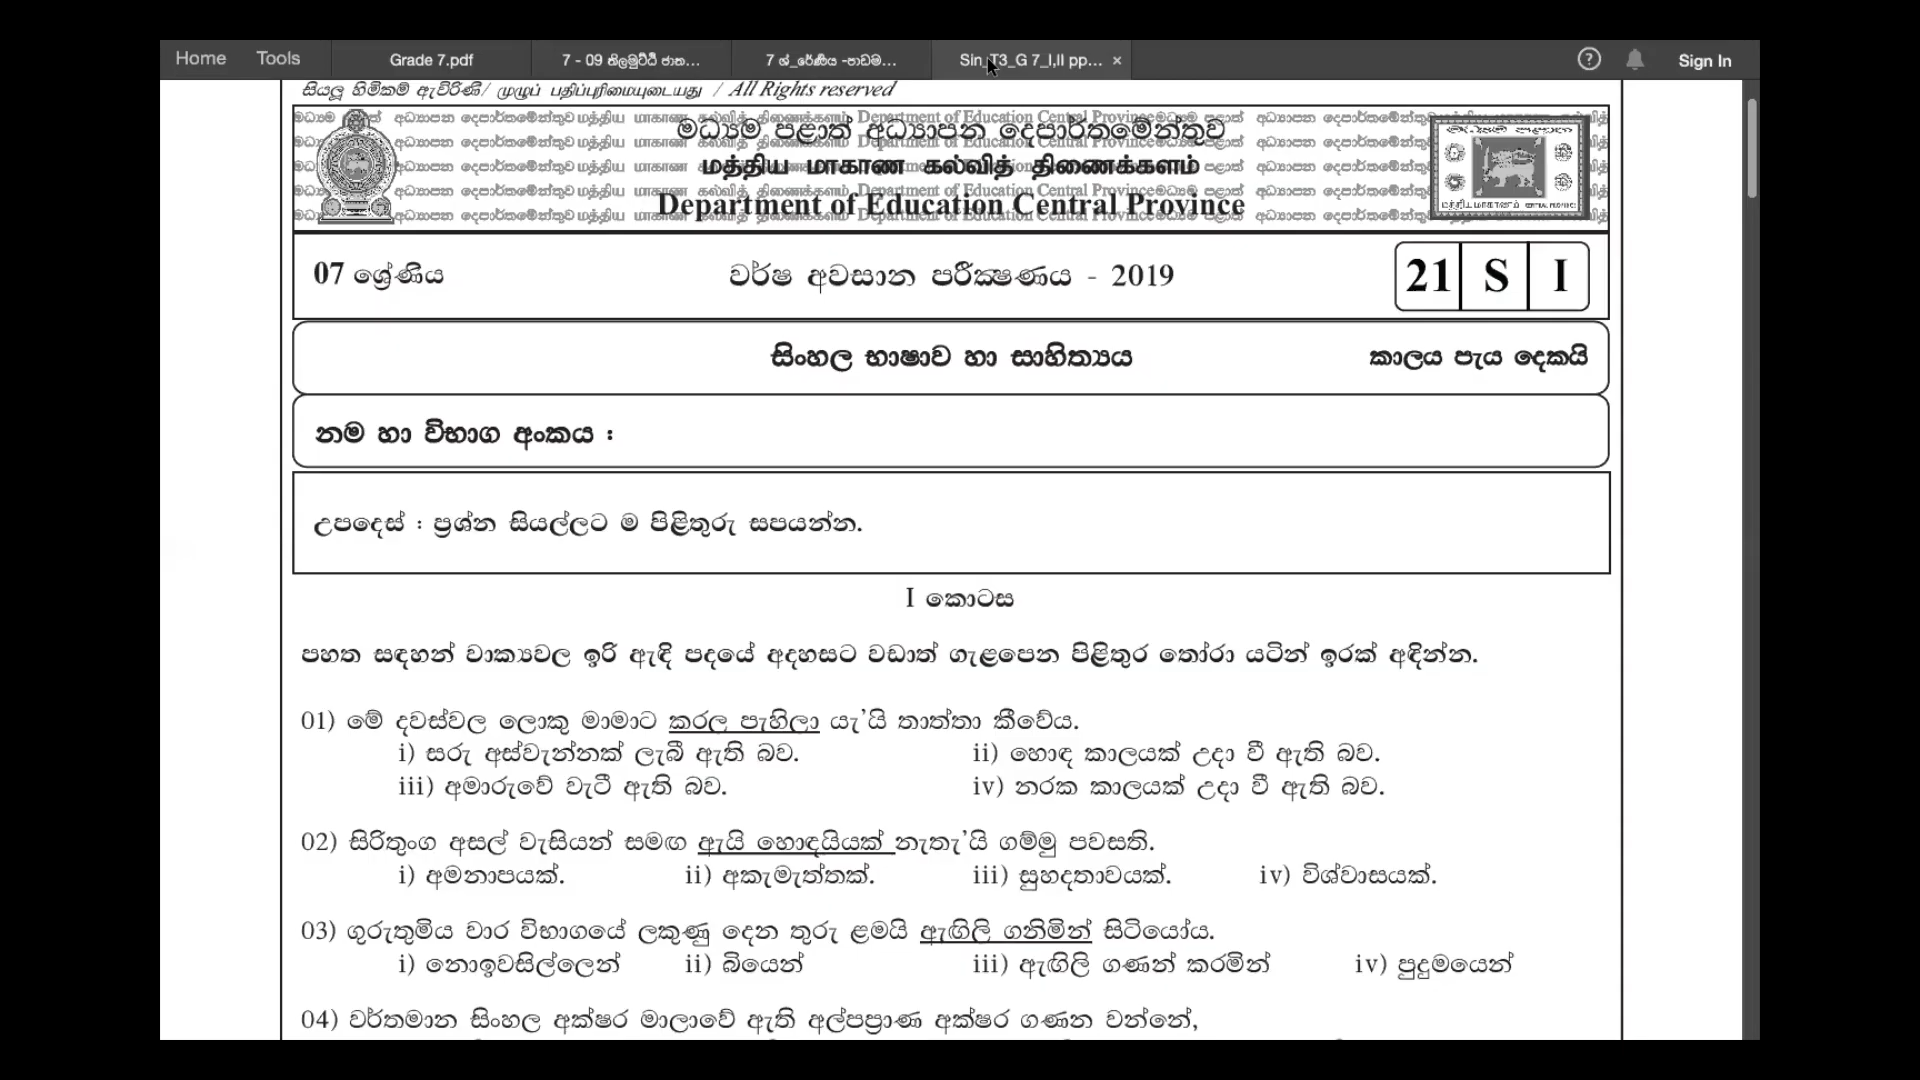 Home Tools Grade 7.pdf 7 - 09 තිලමුට්ඨි ජාත... 7 ශ්_රේණිය -පාඩම... Sin_T3_G 7_I,II pp... × Sign In
සියලු හිමිකම් ඇවිරිණි/ முழுப் பதிப்புரிமையுடையது / All Rights reserved
මධ්‍යම පළාත් අධ්‍යාපන දෙපාර්තමේන්තුව
மத்திய மாகாண கல்வித் திணைக்களம்
Department of Education Central Province
07 ශ්‍රේණිය වර්ෂ අවසාන පරීක්‍ෂණය - 2019 21 S I
සිංහල භාෂාව හා සාහිත්‍යය කාලය පැය දෙකයි
නම හා විභාග අංකය :
උපදෙස් : ප්‍රශ්න සියල්ලට ම පිළිතුරු සපයන්න.
I කොටස
පහත සඳහන් වාක්‍යවල ඉරි ඇඳි පදයේ අදහසට වඩාත් ගැළපෙන පිළිතුර තෝරා යටින් ඉරක් අඳින්න.
01) මේ දවස්වල ලොකු මාමාට කරල පැහිලා යැ'යි තාත්තා කීවේය.
i) සරු අස්වැන්නක් ලැබී ඇති බව. ii) හොඳ කාලයක් උදා වී ඇති බව.
iii) අමාරුවේ වැටී ඇති බව. iv) නරක කාලයක් උදා වී ඇති බව.
02) සිරිතුංග අසල් වැසියන් සමඟ ඇයි හොඳයියක් නැතැ'යි ගම්මු පවසති.
i) අමනාපයක්. ii) අකැමැත්තක්. iii) සුහදතාවයක්. iv) විශ්වාසයක්.
03) ගුරුතුමිය වාර විභාගයේ ලකුණු දෙන තුරු ළමයි ඇඟිලි ගනිමින් සිටියෝය.
i) නොඉවසිල්ලෙන් ii) බියෙන් iii) ඇඟිලි ගණන් කරමින් iv) පුදුමයෙන්
04) වර්තමාන සිංහල අක්ෂර මාලාවේ ඇති අල්පප්‍රාණ අක්ෂර ගණන වන්නේ,